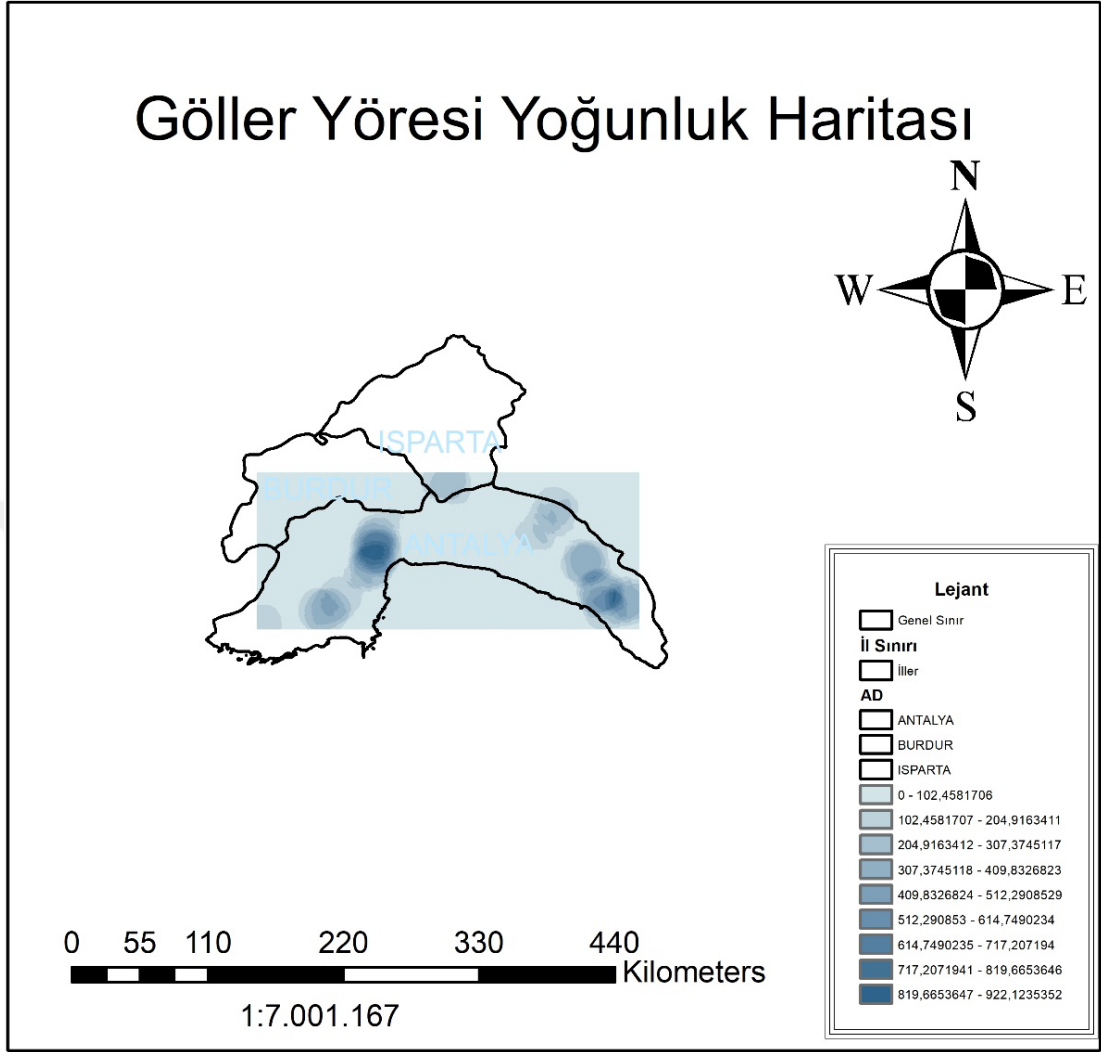 Göller Yöresi Yoğunluk Haritası
N
W
E
S
ISPARTA
BURDUR
ANTALYA
Lejant
Genel Sınır
İl Sınırı
İller
AD
ANTALYA
BURDUR
ISPARTA
0 - 102,4581706
102,4581707 - 204,9163411
204,9163412 - 307,3745117
307,3745118 - 409,8326823
409,8326824 - 512,2908529
512,290853 - 614,7490234
614,7490235 - 717,207194
717,2071941 - 819,6653646
819,6653647 - 922,1235352
0 55 110 220 330 440
Kilometers
1:7.001.167